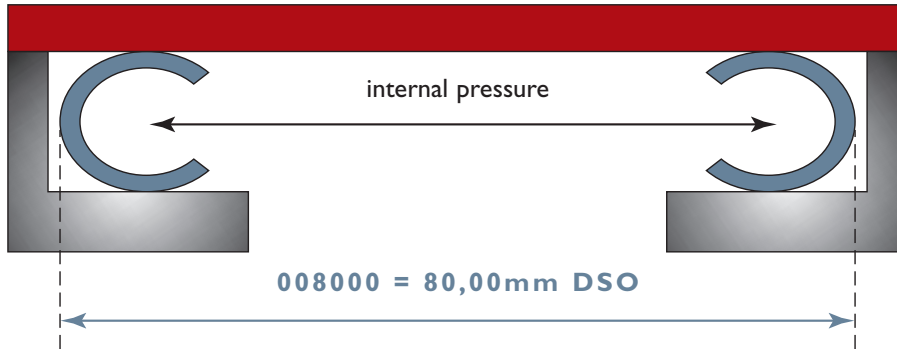 internal pressure
008000 = 80,00mm DSO